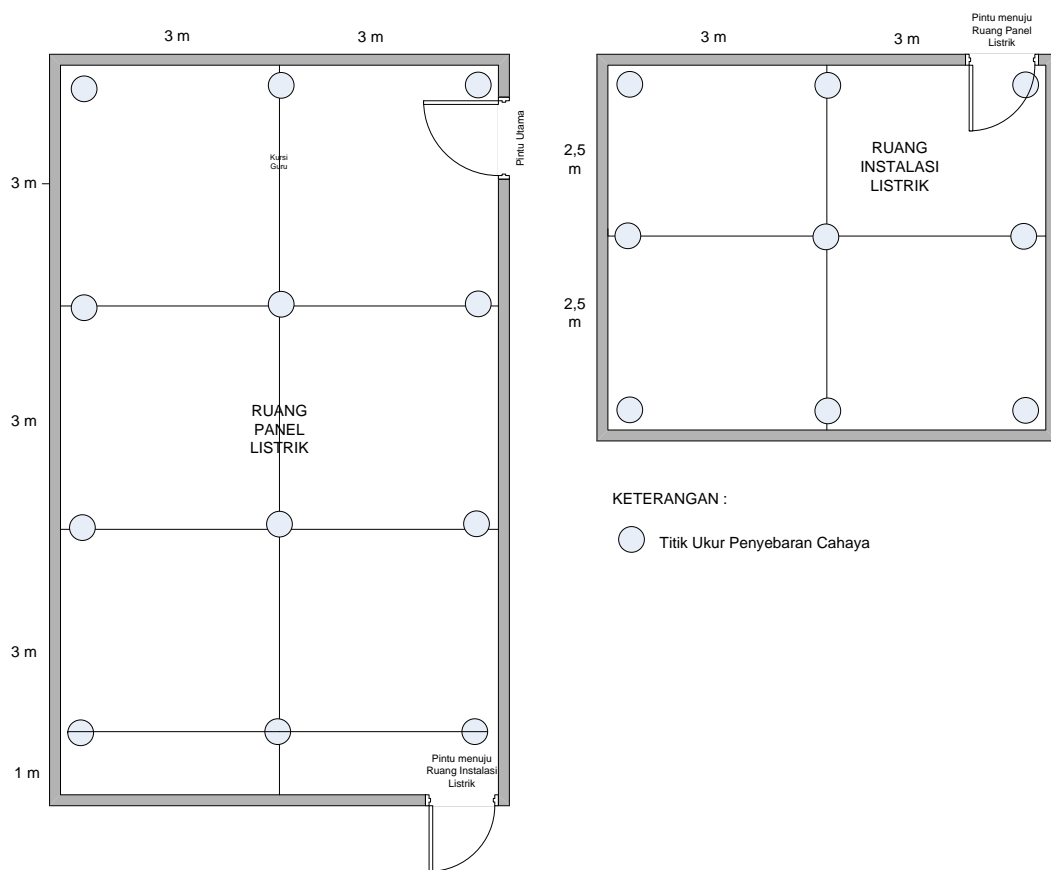 3 m
3 m
3 m
3 m
3 m
1 m
Kursi
Guru
Pintu Utama
RUANG
PANEL
LISTRIK
Pintu menuju
Ruang Instalasi
Listrik
3 m
3 m
Pintu menuju
Ruang Panel
Listrik
2,5
m
2,5
m
RUANG
INSTALASI
LISTRIK
KETERANGAN :
Titik Ukur Penyebaran Cahaya